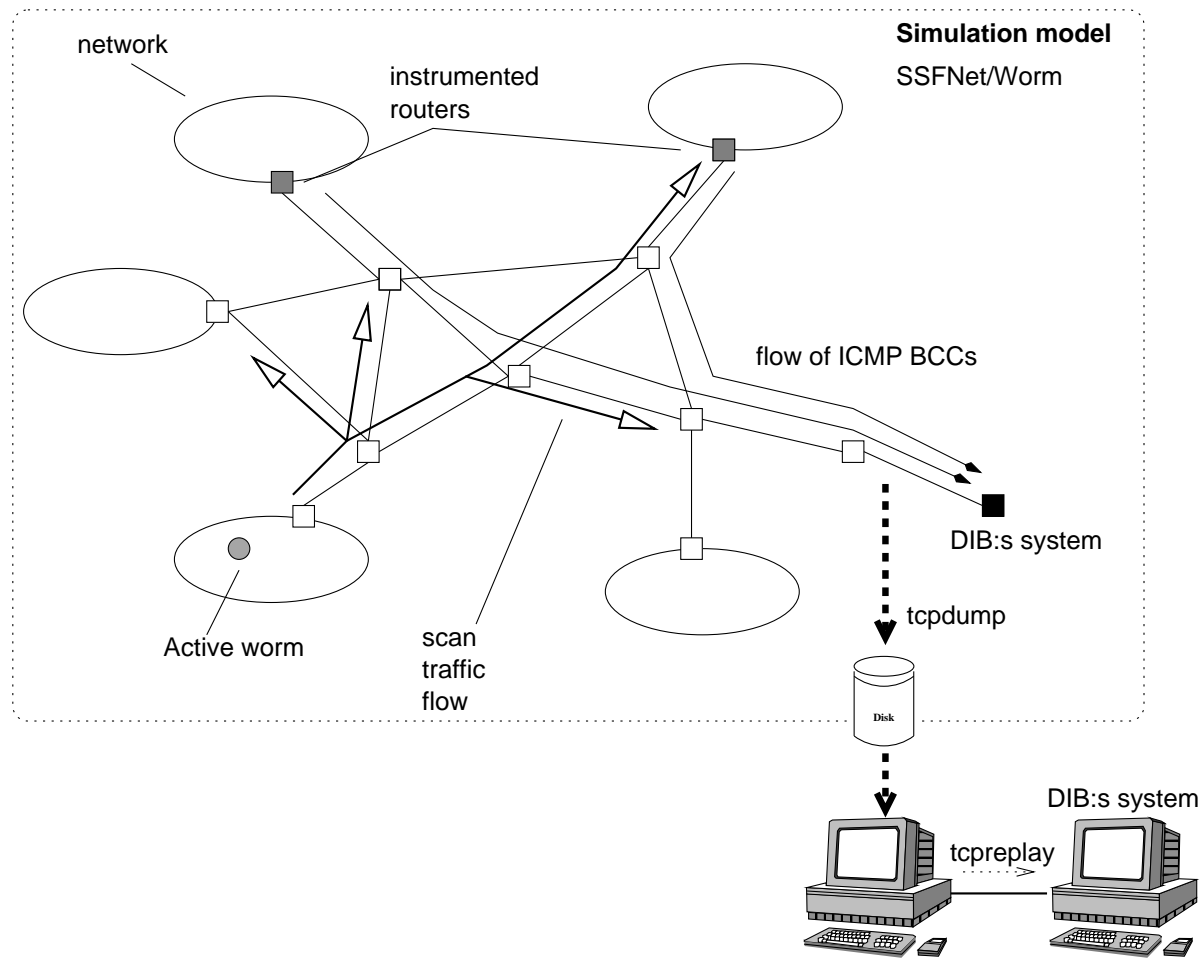 Simulation model
SSFNet/Worm
network
instrumented
routers
flow of ICMP BCCs
DIB:s system
tcpdump
Active worm
scan
traffic
flow
Disk
DIB:s system
tcpreplay